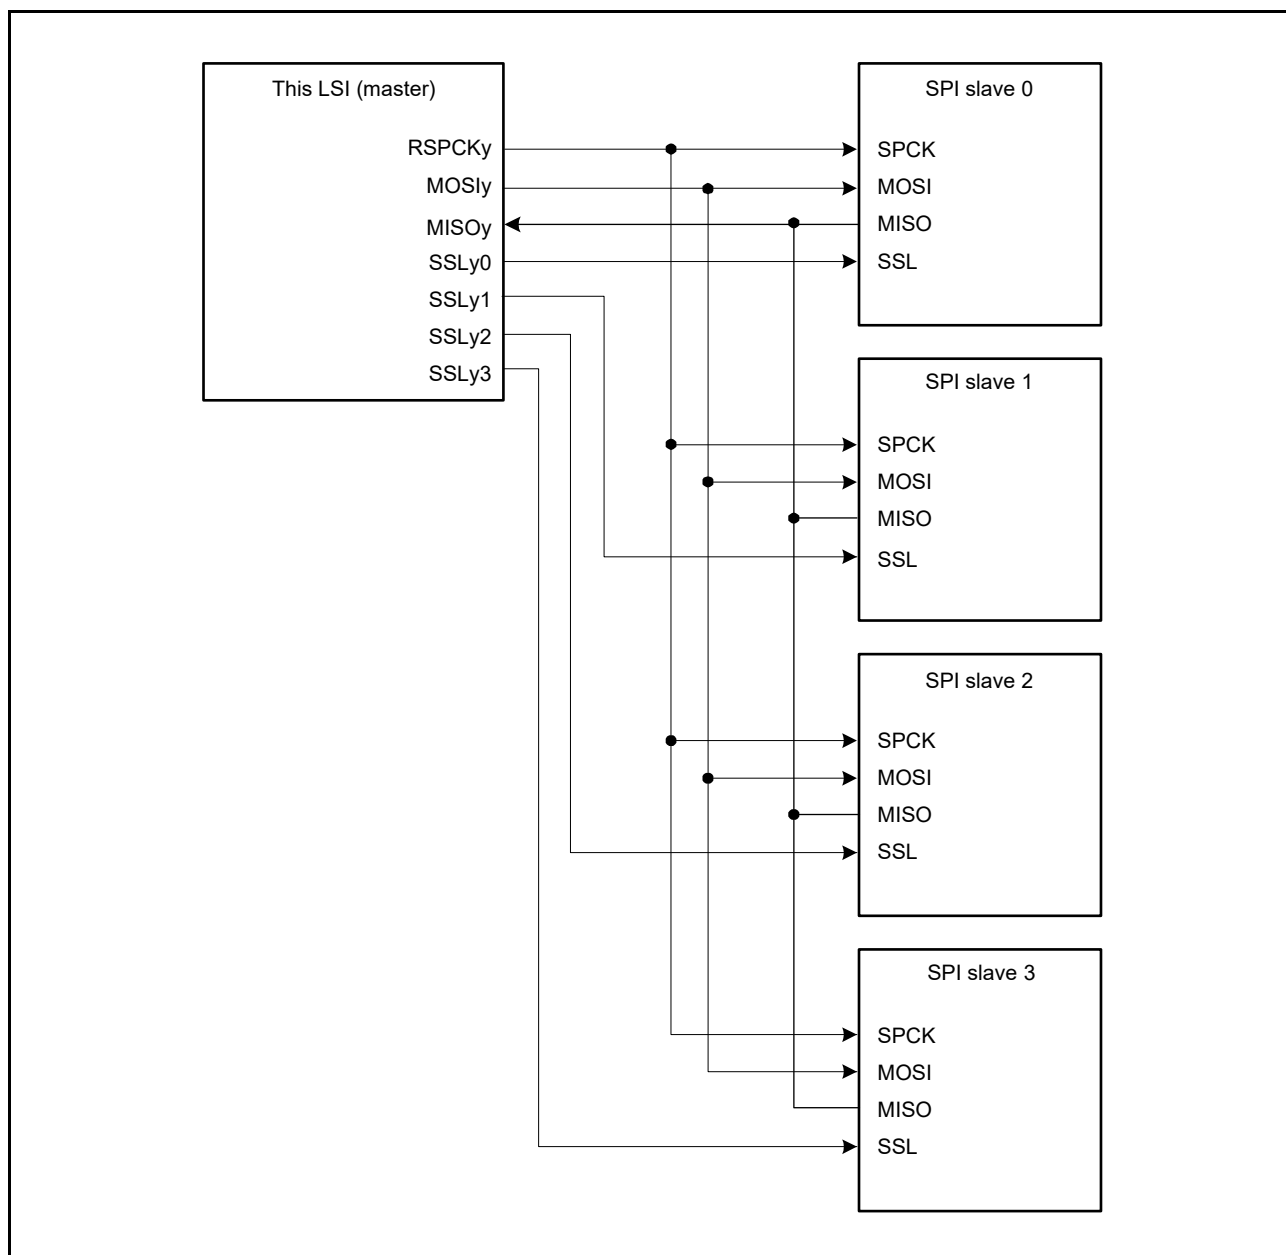 This LSI (master)
RSPCKy
MOSIy
MISOy
SSLy0
SSLy1
SSLy2
SSLy3
SPI slave 0
SPCK
MOSI
MISO
SSL
SPI slave 1
SPCK
MOSI
MISO
SSL
SPI slave 2
SPCK
MOSI
MISO
SSL
SPI slave 3
SPCK
MOSI
MISO
SSL